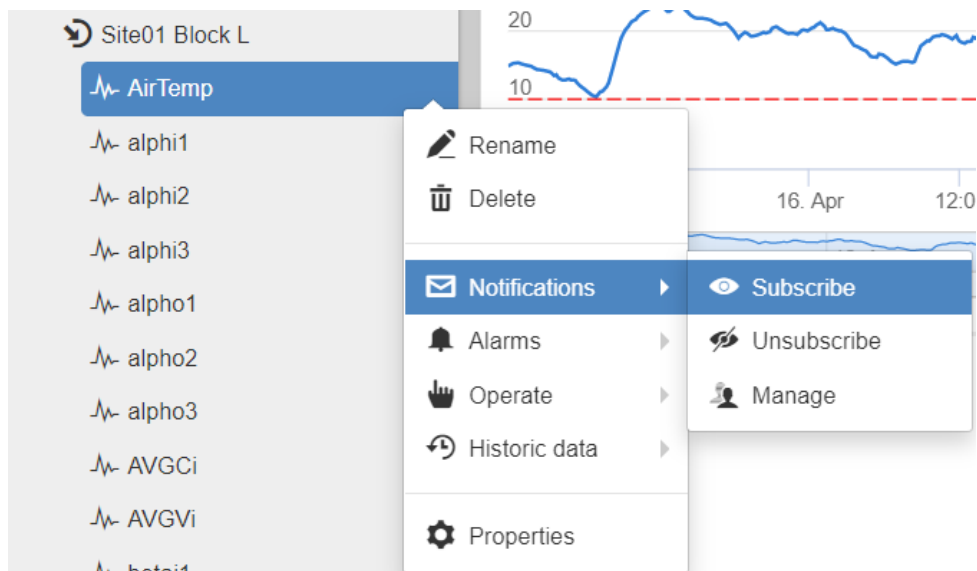 Site01 Block L
AirTemp
alphi1
alphi2
alphi3
alpho1
alpho2
alpho3
AVGCi
AVGVi
20
10
16. Apr
Rename
Delete
Notifications
Alarms
Operate
Historic data
Properties
Subscribe
Unsubscribe
Manage